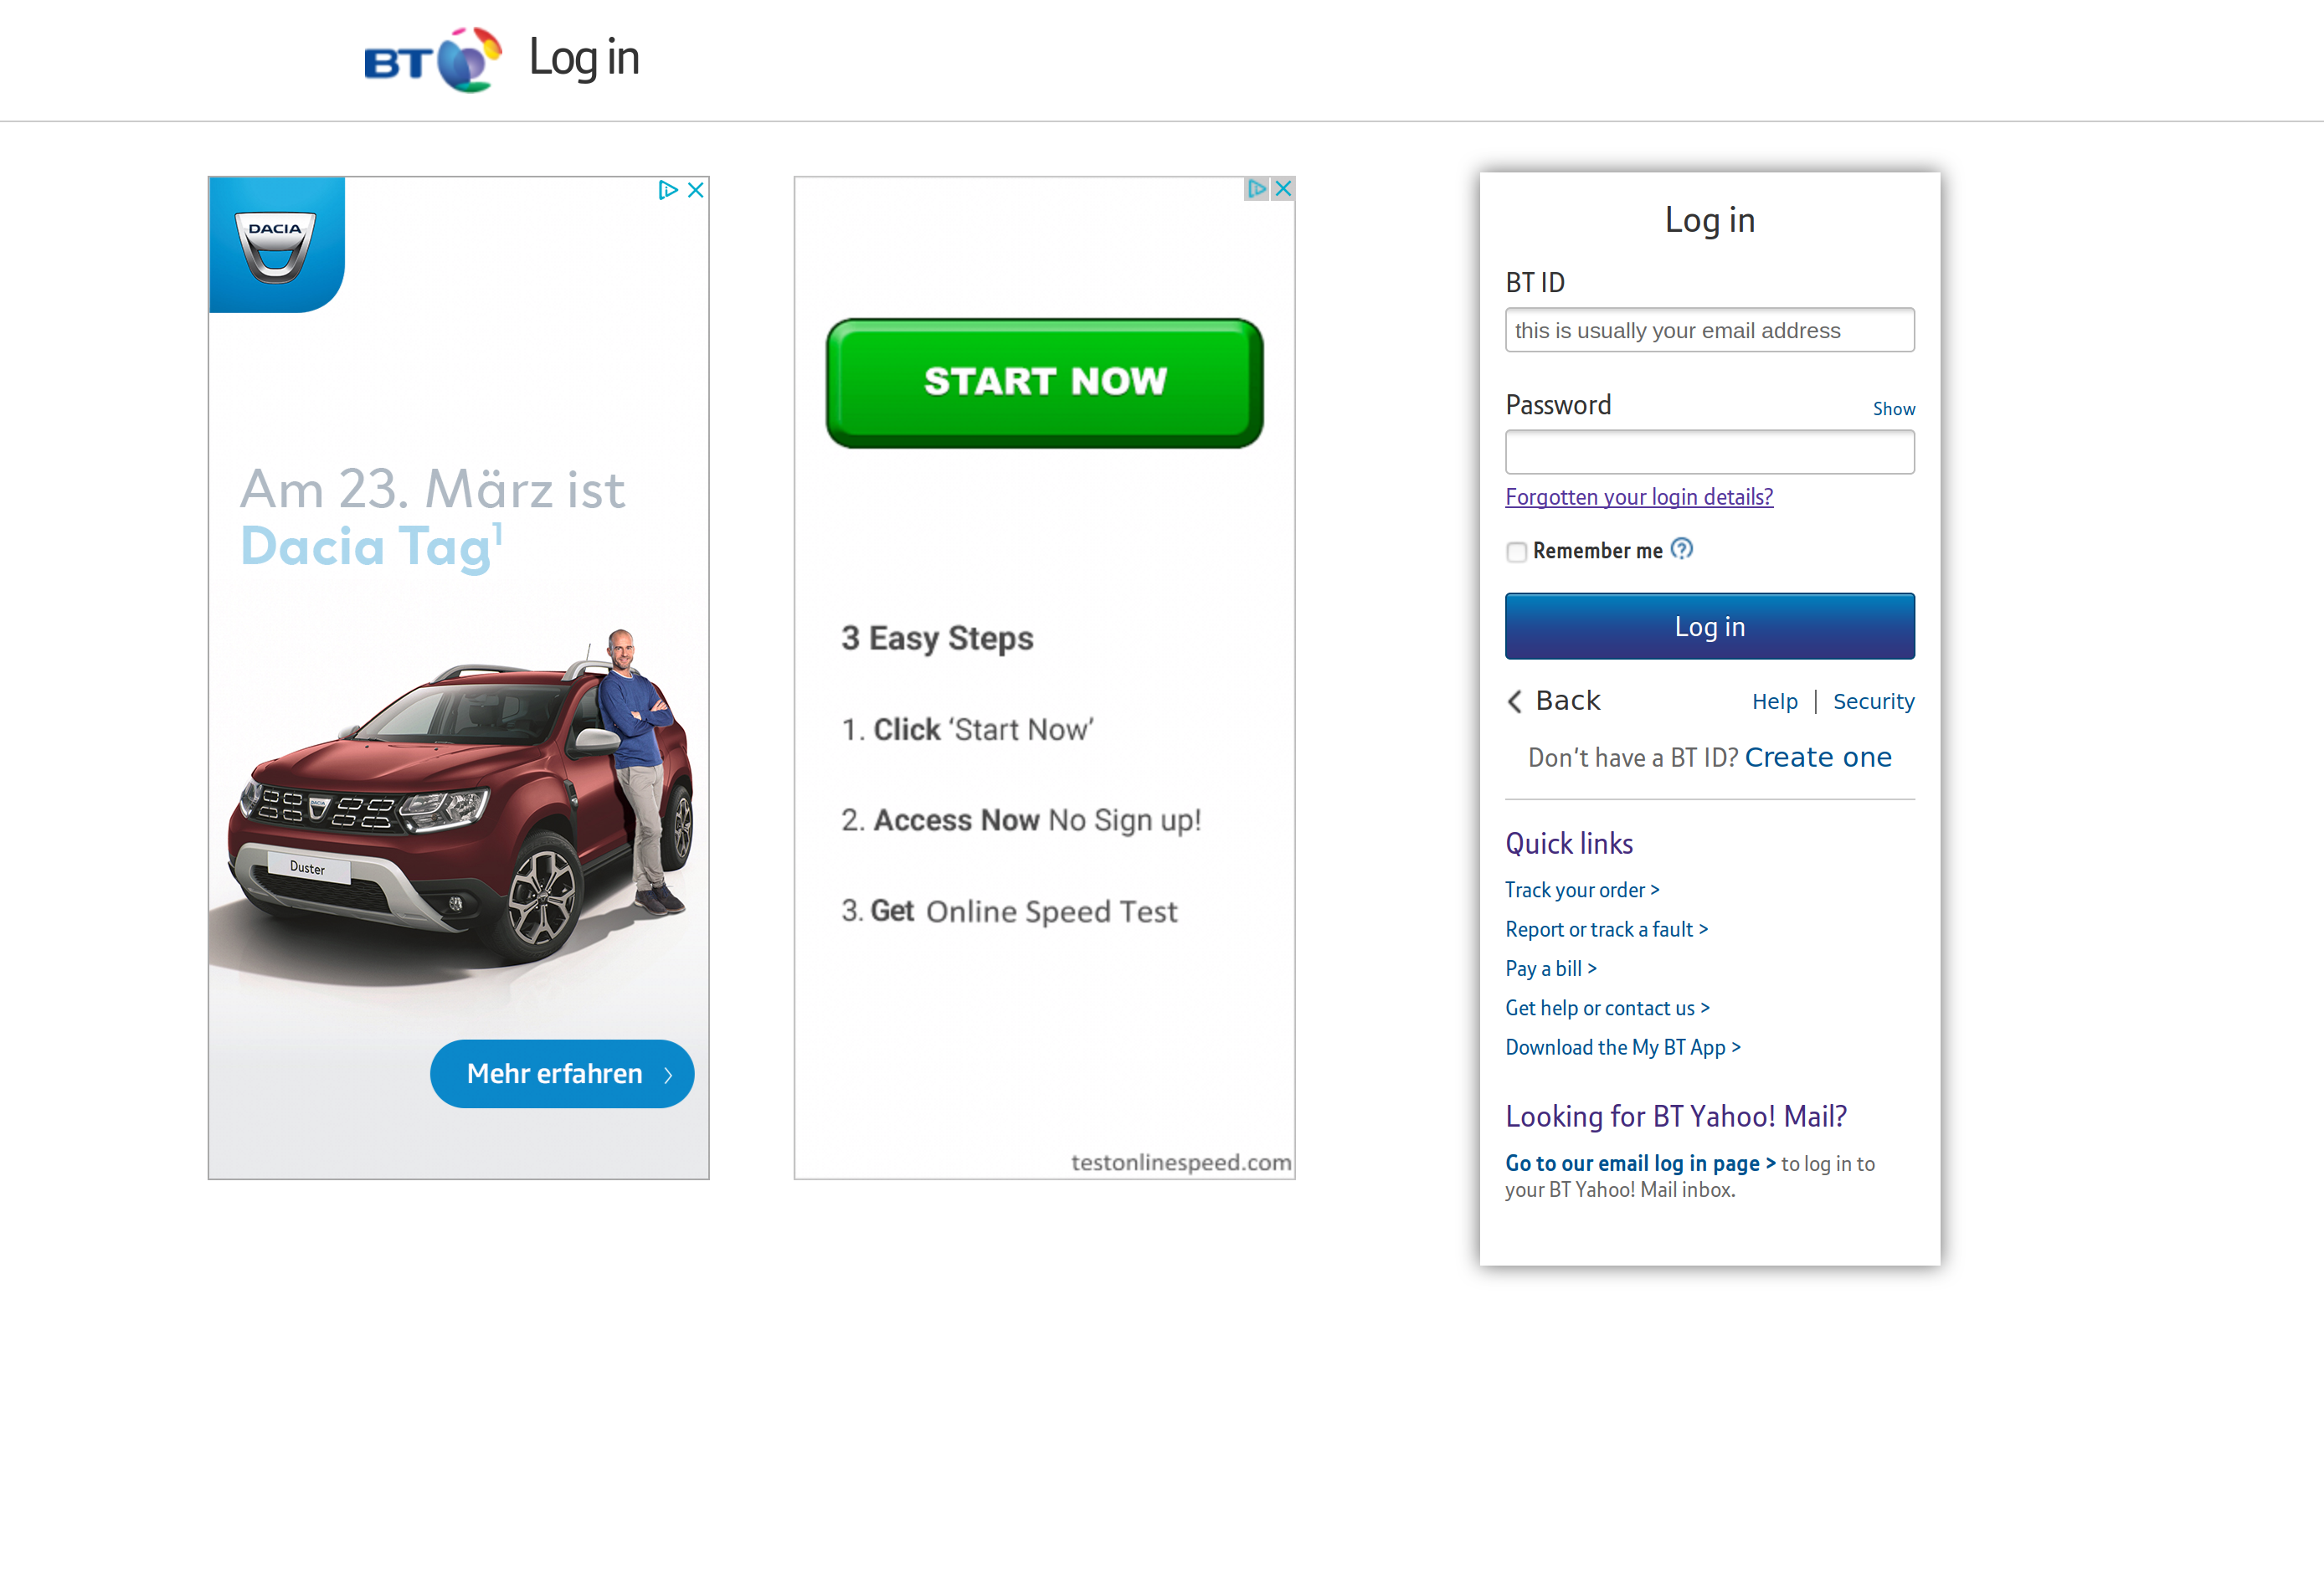 BT Log in
DACIA
Am 23. März ist
Dacia Tag¹
DACIA
Duster
Mehr erfahren
START NOW
3 Easy Steps
1. Click ‘Start Now’
2. Access Now No Sign up!
3. Get Online Speed Test
testonlinespeed.com
Log in
BT ID
this is usually your email address
Password Show
Forgotten your login details?
Remember me ?
Log in
Back Help | Security
Don't have a BT ID? Create one
Quick links
Track your order >
Report or track a fault >
Pay a bill >
Get help or contact us >
Download the My BT App >
Looking for BT Yahoo! Mail?
Go to our email log in page > to log in to
your BT Yahoo! Mail inbox.